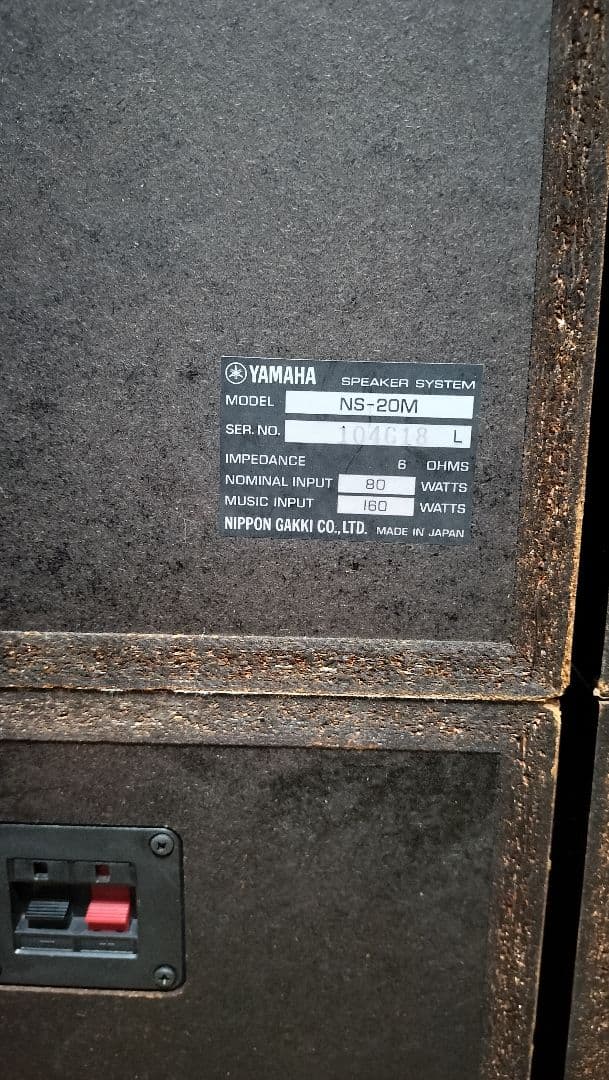 YAMAHA SPEAKER SYSTEM
MODEL NS-20M
SER. NO. L
IMPEDANCE 6 OHMS
NOMINAL INPUT 80 WATTS
MUSIC INPUT 160 WATTS
NIPPON GAKKI CO., LTD. MADE IN JAPAN